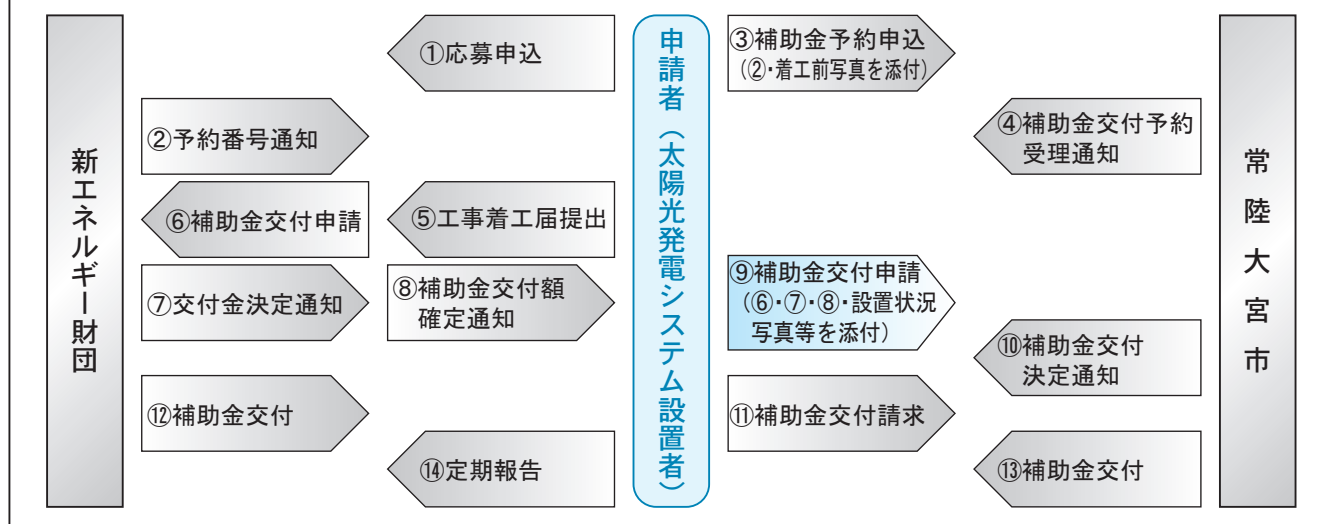 新エネルギー財団
①応募申込
②予約番号通知
⑥補助金交付申請
⑤工事着工届提出
⑦交付金決定通知
⑧補助金交付額
確定通知
⑫補助金交付
⑭定期報告
申請者（太陽光発電システム設置者）
③補助金予約申込
（②・着工前写真を添付）
④補助金交付予約
受理通知
⑨補助金交付申請
（⑥・⑦・⑧・設置状況
写真等を添付）
⑩補助金交付
決定通知
⑪補助金交付請求
⑬補助金交付
常陸大宮市